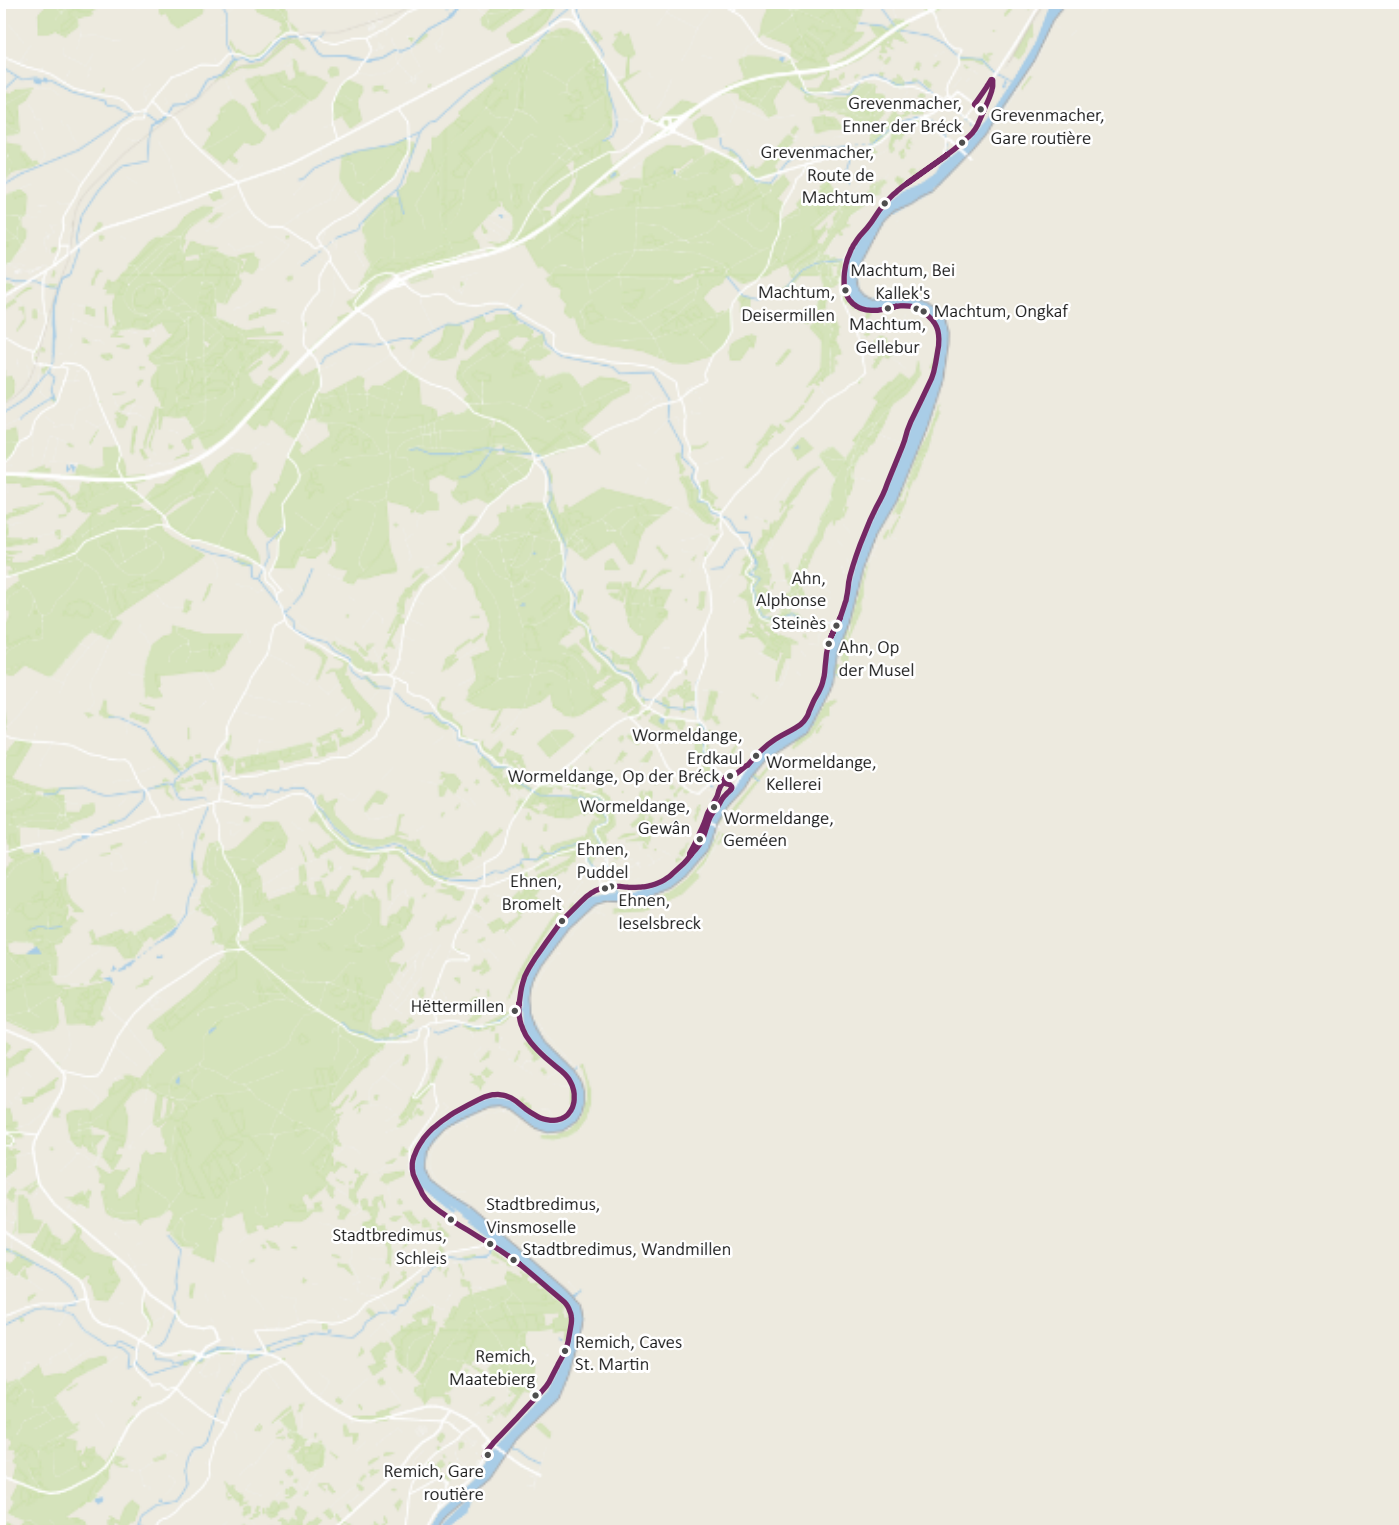 Grevenmacher,
Enner der Bréck
Grevenmacher,
Gare routière
Grevenmacher,
Route de
Machtum
Machtum, Bei
Kallek's
Machtum,
Deisermillen
Machtum, Ongkaf
Machtum,
Gellebur
Ahn,
Alphonse
Steinès
Ahn, Op
der Musel
Wormeldange,
Erdkaul
Wormeldange,
Kellerei
Wormeldange, Op der Bréck
Wormeldange,
Gewân
Wormeldange,
Geméen
Ehnen,
Puddel
Ehnen,
Bromelt
Ehnen,
Ieselsbreck
Hëttermillen
Stadtbredimus,
Vinsmoselle
Stadtbredimus,
Schleis
Stadtbredimus, Wandmillen
Remich, Caves
St. Martin
Remich,
Maatebierg
Remich, Gare
routière